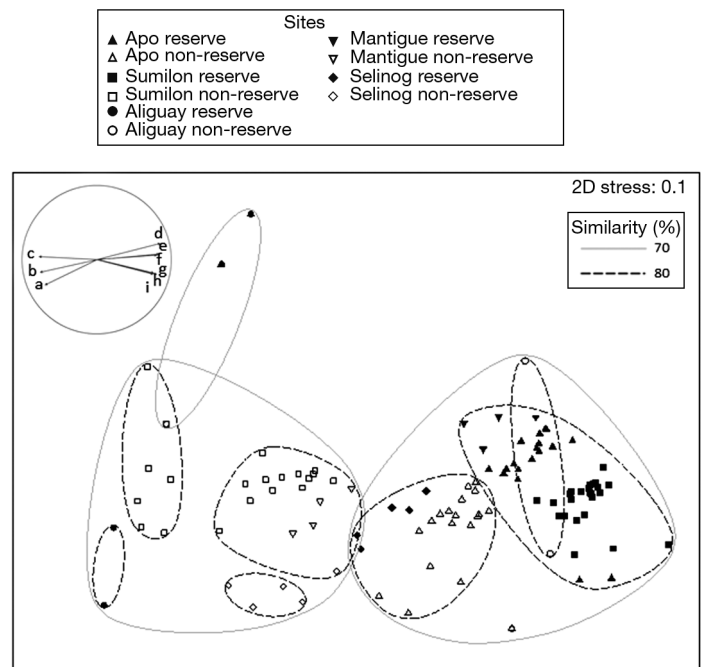 Sites
Apo reserve
Apo non-reserve
Sumilon reserve
Sumilon non-reserve
Aliguay reserve
Aliguay non-reserve
Mantigue reserve
Mantigue non-reserve
Selinog reserve
Selinog non-reserve
2D stress: 0.1
Similarity (%)
70
80
c
b
a
d
e
f
g
h
i